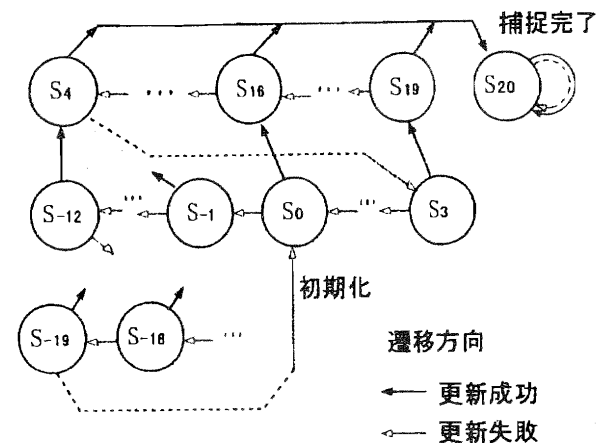 捕捉完了
S4 ... S16 ... S19 S20
S-12 ... S-1 S0 ... S3
初期化
S-19 S-18 ...
遷移方向
更新成功
更新失敗